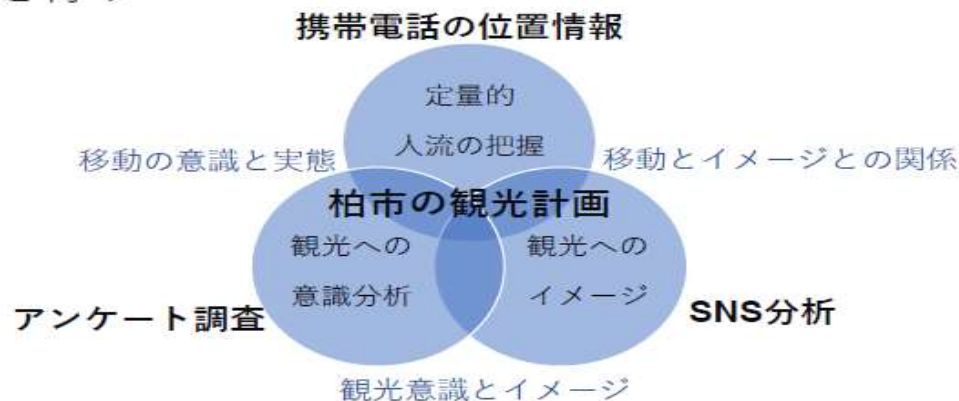 携帯電話の位置情報
定量的
人流の把握
移動の意識と実態
移動とイメージとの関係
柏市の観光計画
観光への
意識分析
観光への
イメージ
アンケート調査
SNS分析
観光意識とイメージ